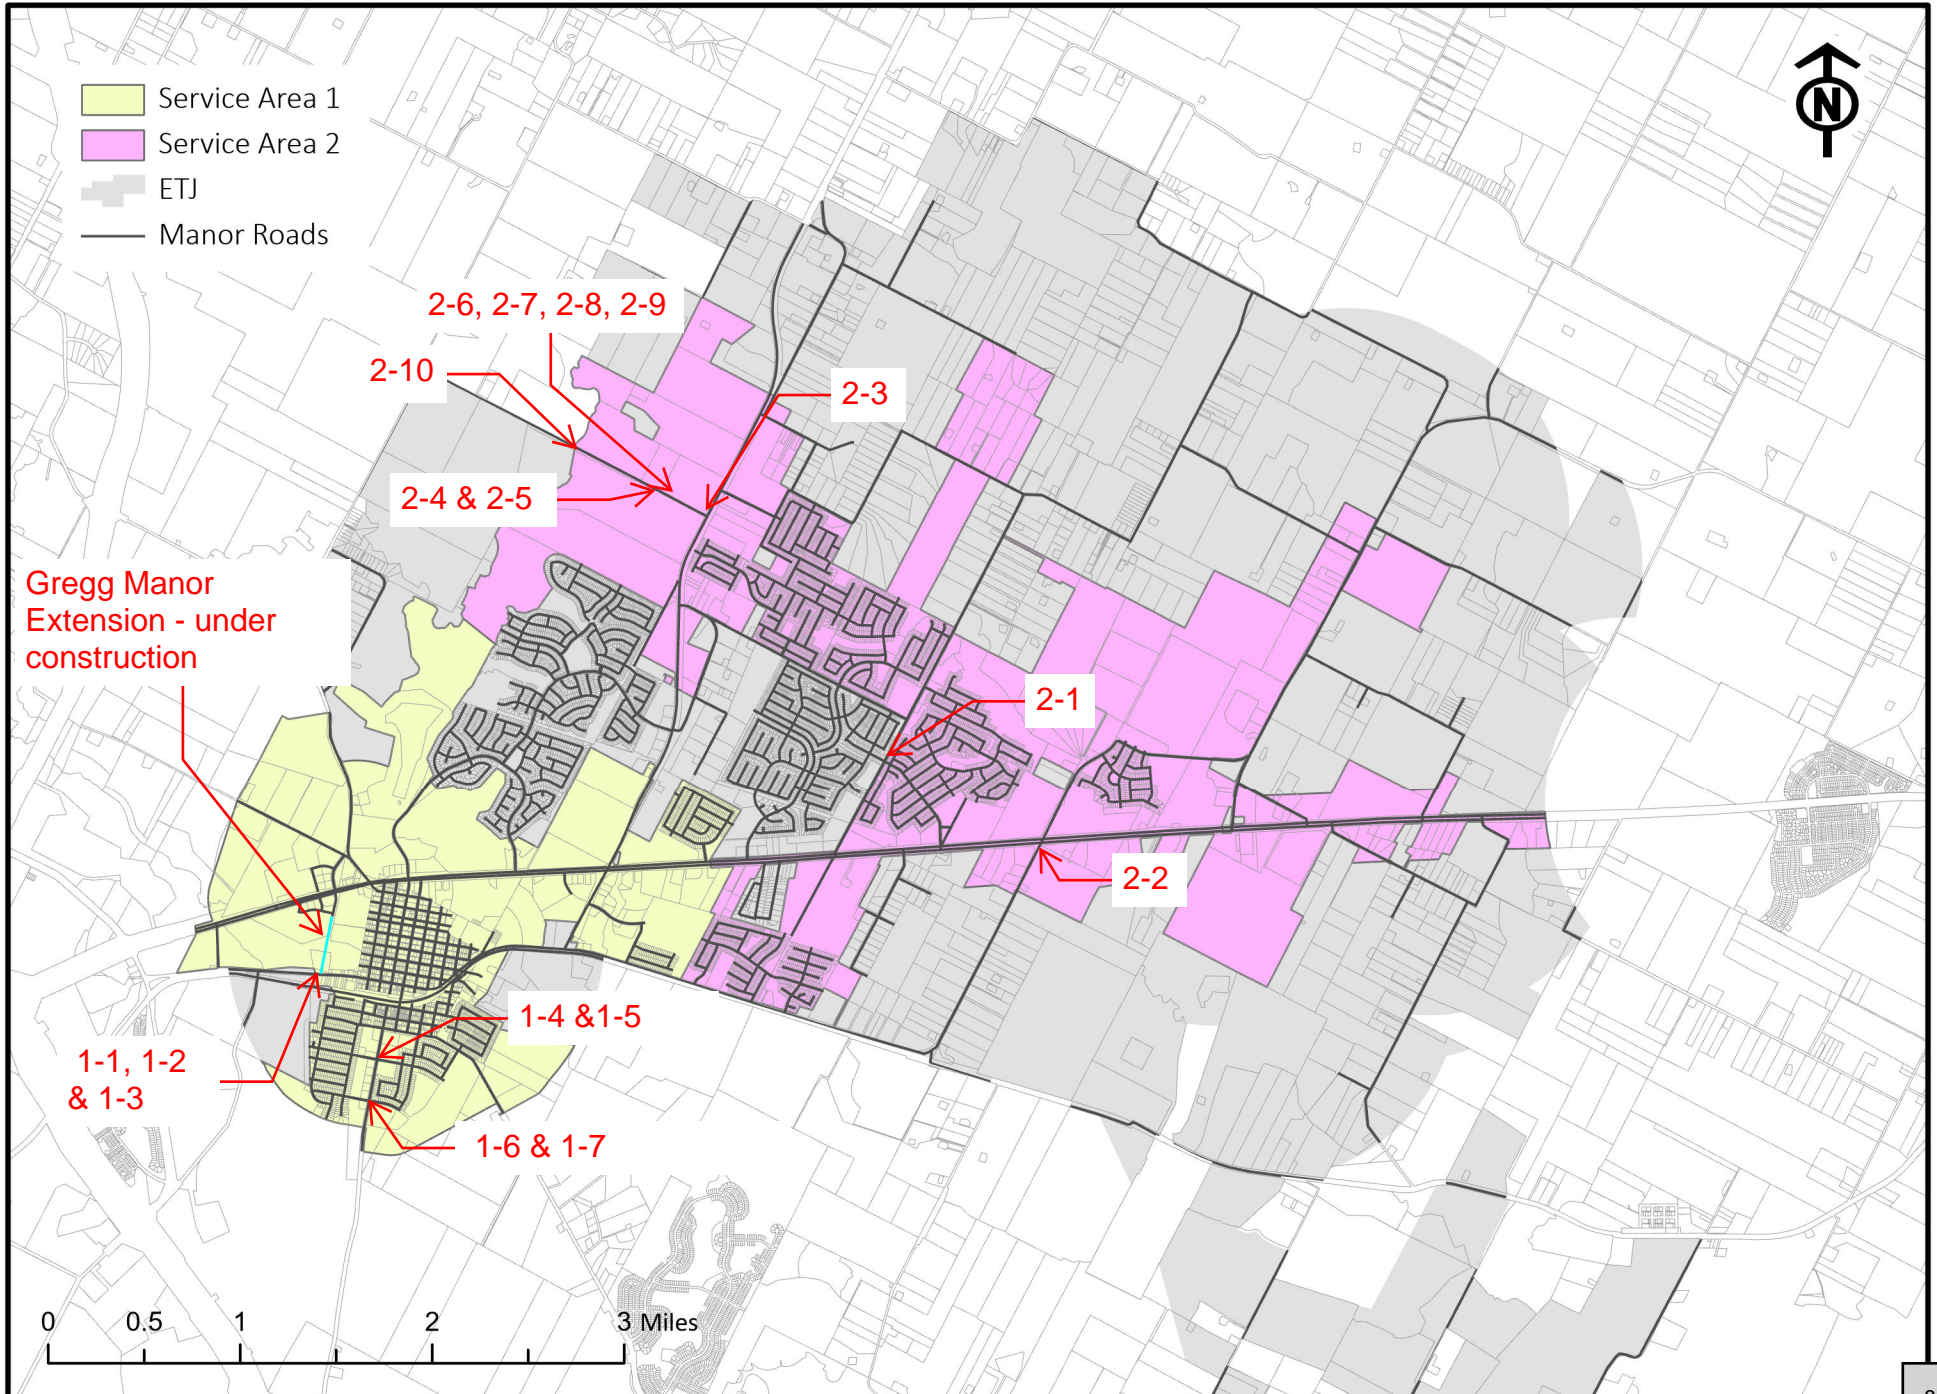 Service Area 1
Service Area 2
ETJ
Manor Roads
N
2-6, 2-7, 2-8, 2-9
2-10
2-3
2-4 & 2-5
Gregg Manor
Extension - under
construction
2-1
2-2
1-4 &1-5
1-1, 1-2
& 1-3
1-6 & 1-7
0 0.5 1 2 3 Miles